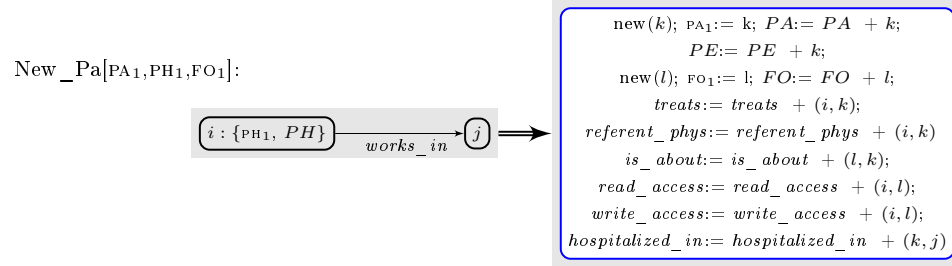 new(k); PA₁:= k; PA:= PA + k;
PE:= PE + k;
New_Pa[PA₁,PH₁,FO₁]:
new(l); FO₁:= l; FO:= FO + l;
treats:= treats + (i, k);
i : {PH₁, PH}
works_in
j
referent_phys:= referent_phys + (i, k)
is_about:= is_about + (l, k);
read_access:= read_access + (i, l);
write_access:= write_access + (i, l);
hospitalized_in:= hospitalized_in + (k, j)